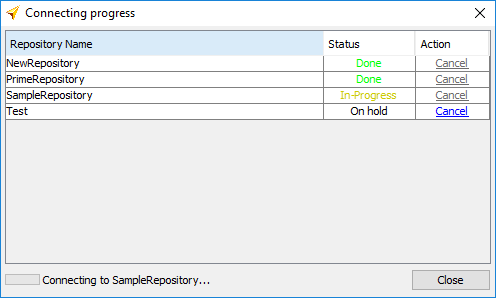 Connecting progress
Repository Name Status Action
NewRepository Done Cancel
PrimeRepository Done Cancel
SampleRepository In-Progress Cancel
Test On hold Cancel
Connecting to SampleRepository... Close